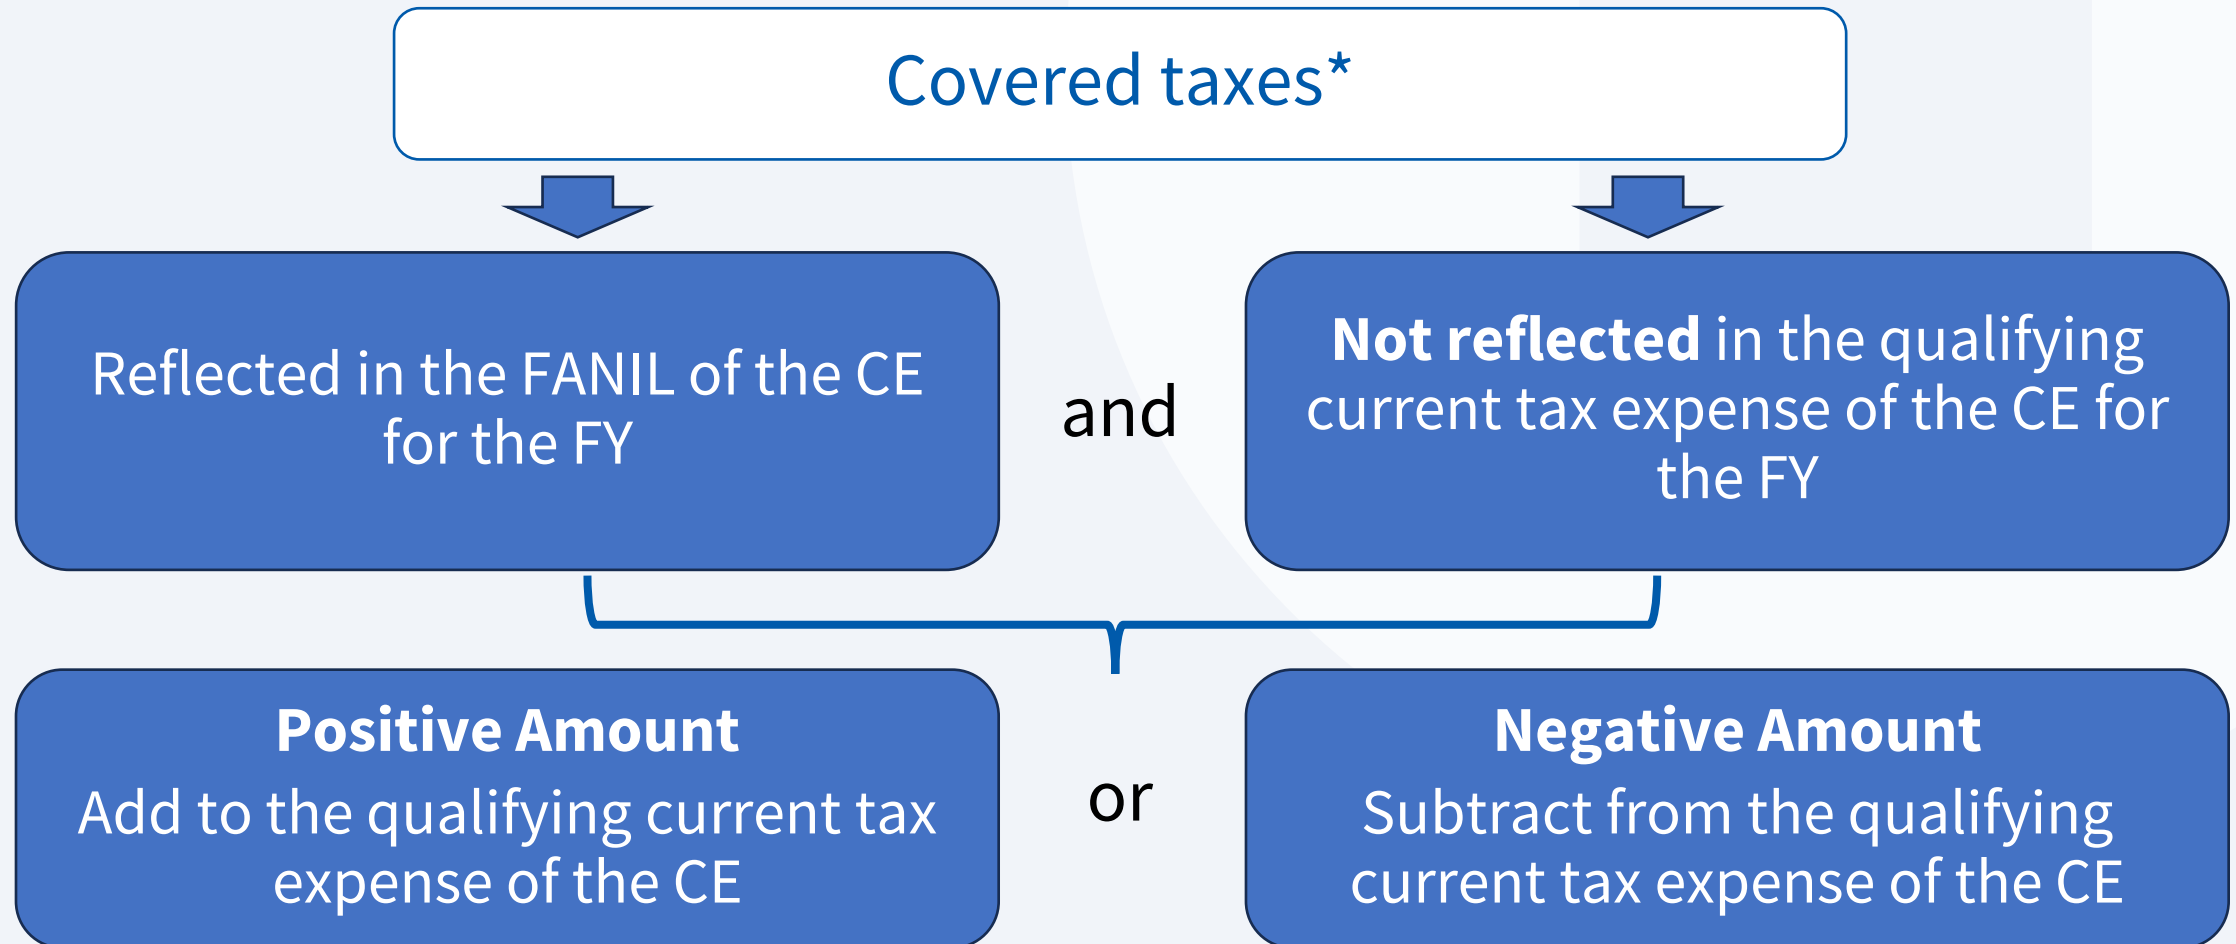 Covered taxes*
Reflected in the FANIL of the CE
for the FY
and
Not reflected in the qualifying
current tax expense of the CE for
the FY
Positive Amount
Add to the qualifying current tax
expense of the CE
or
Negative Amount
Subtract from the qualifying
current tax expense of the CE